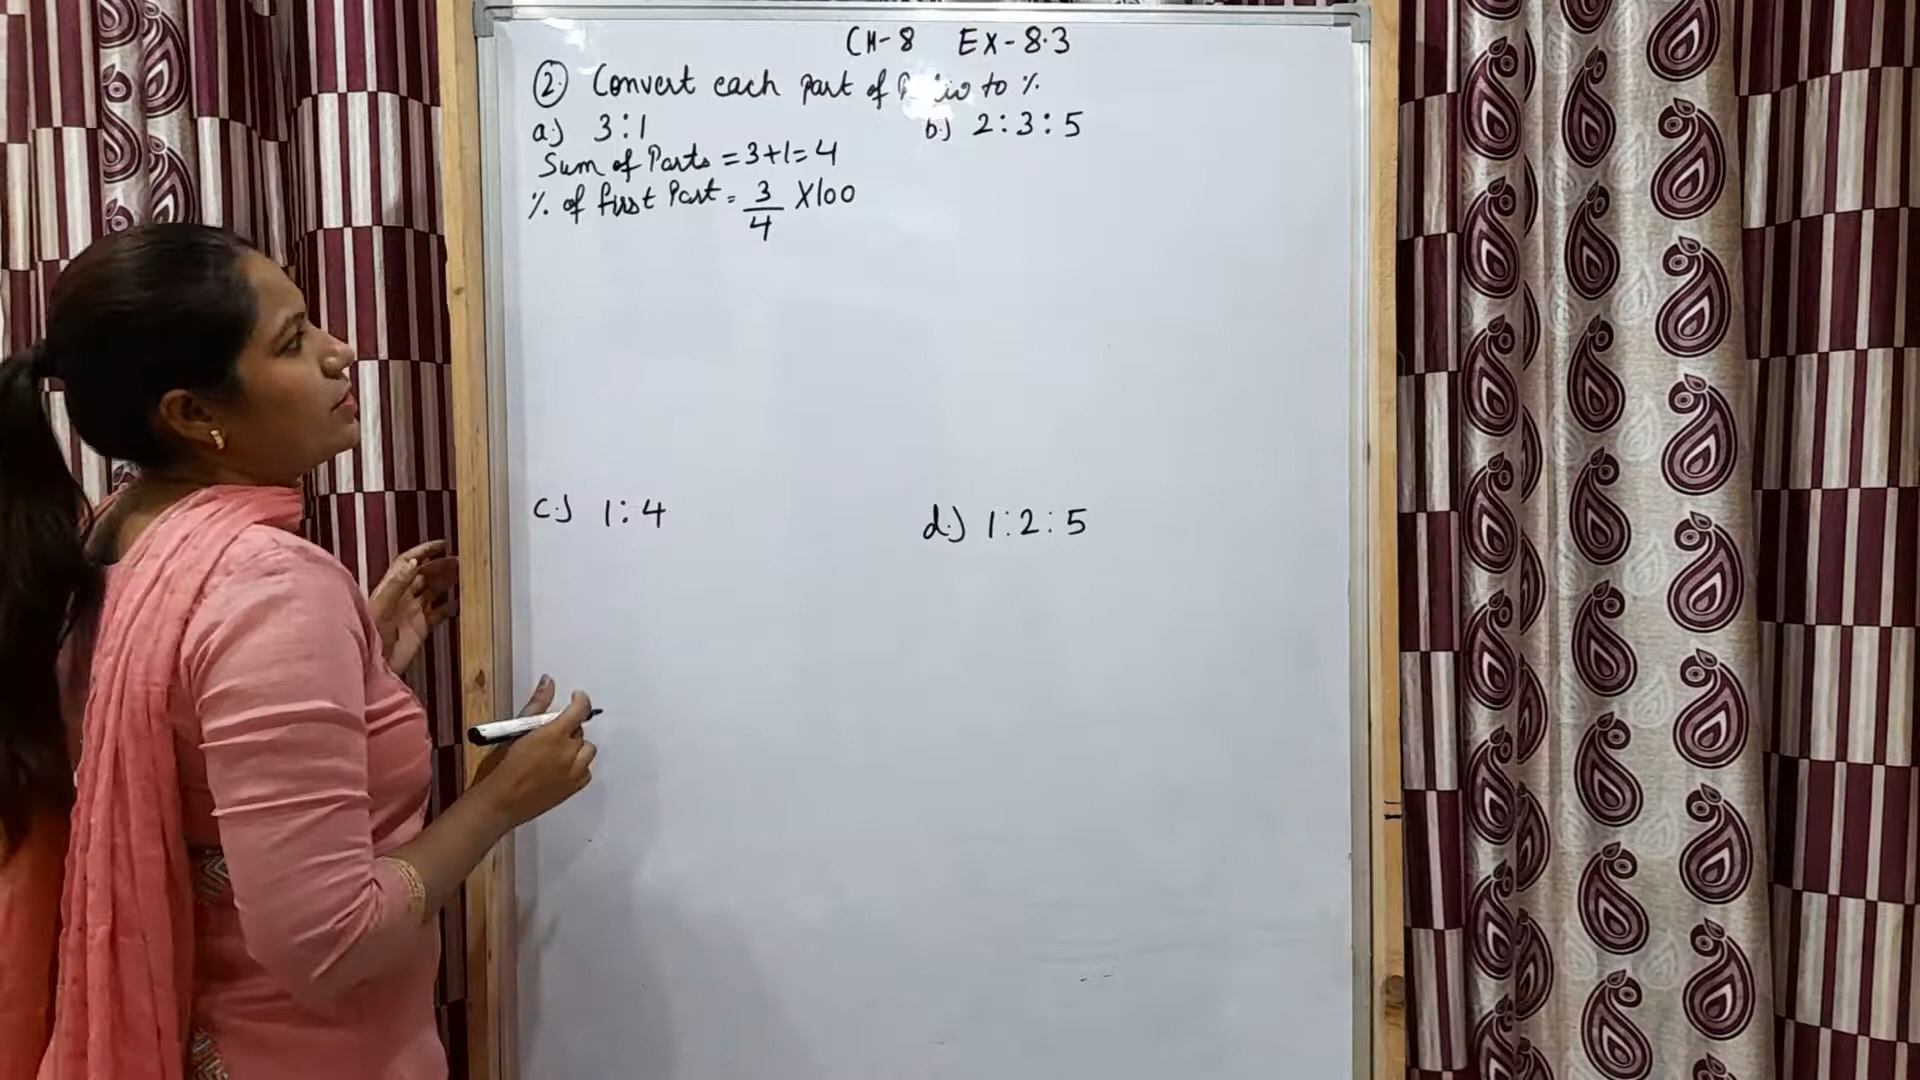 CH-8 EX-8.3
2. Convert each part of to %
a.) 3:1
Sum of Parts = 3+1=4
% of first Part = 3/4 X100
b.) 2:3:5
c.) 1:4
d.) 1:2:5